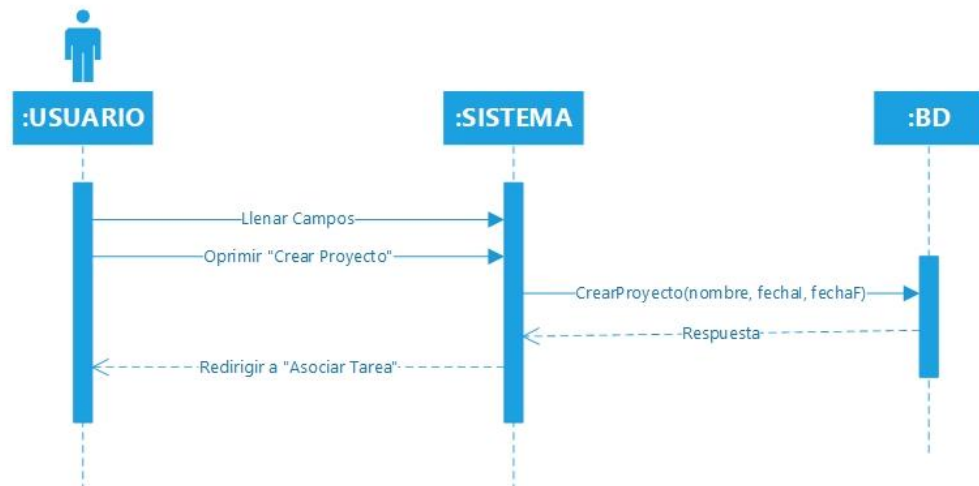 :USUARIO
:SISTEMA
:BD
Llenar Campos
Oprimir "Crear Proyecto"
CrearProyecto(nombre, fechaI, fechaF)
Respuesta
Redirigir a "Asociar Tarea"